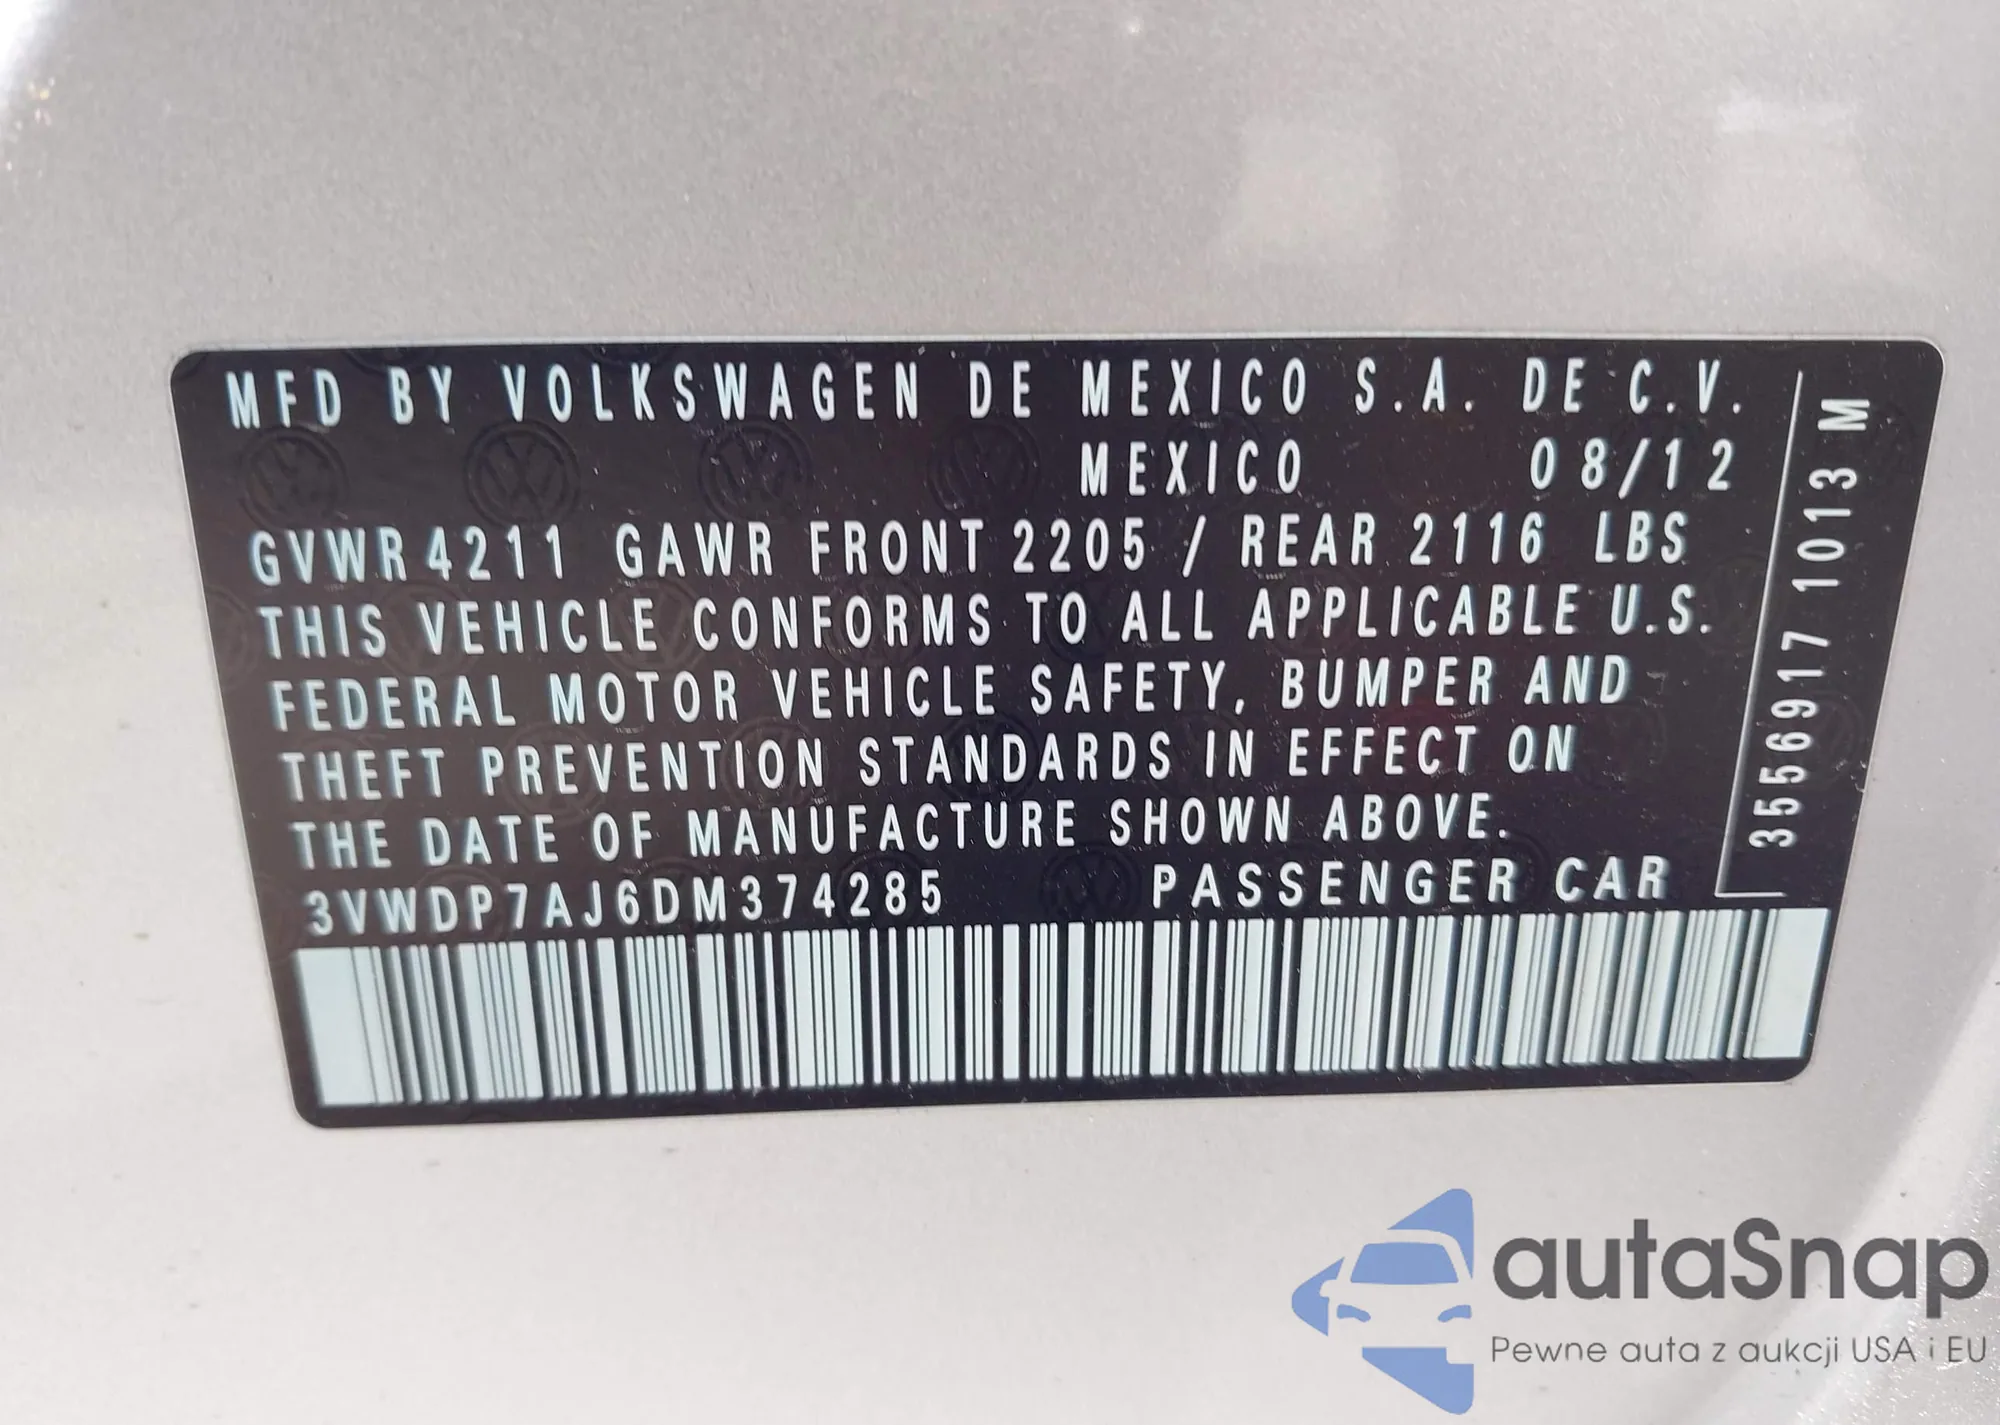 MFD BY VOLKSWAGEN DE MEXICO S.A. DE C.V.
MEXICO 08/12
GVWR 4211 GAWR FRONT 2205 / REAR 2116 LBS
THIS VEHICLE CONFORMS TO ALL APPLICABLE U.S.
FEDERAL MOTOR VEHICLE SAFETY, BUMPER AND
THEFT PREVENTION STANDARDS IN EFFECT ON
THE DATE OF MANUFACTURE SHOWN ABOVE.
3VWDP7AJ6DM374285 PASSENGER CAR
3556917 1013 M
autaSnap
Pewne auta z aukcji USA i EU